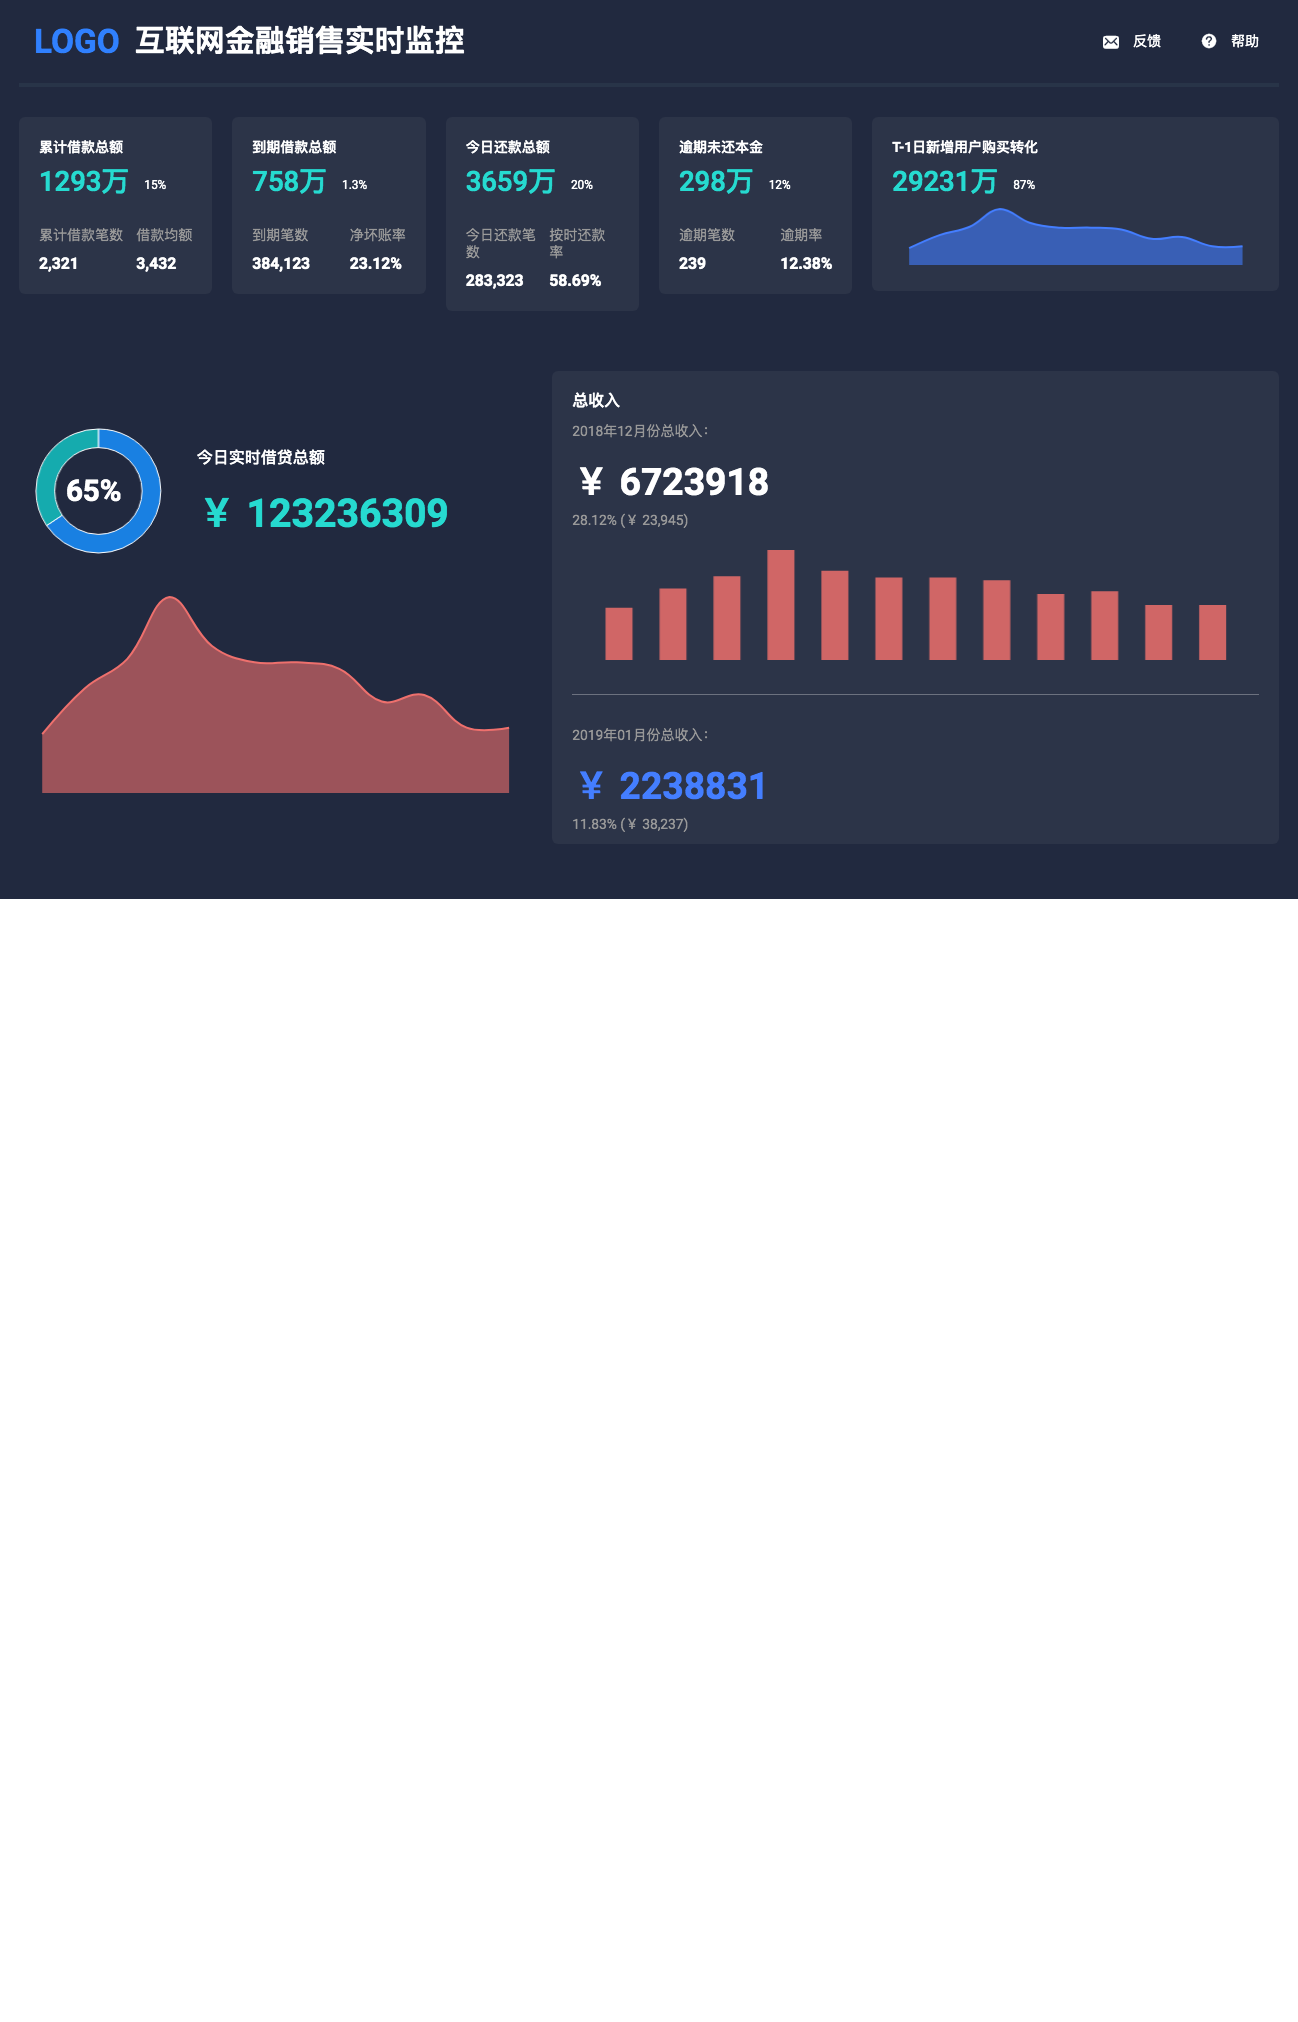 LOGO 互联网金融销售实时监控
反馈
帮助
累计借款总额
1293万 15%
累计借款笔数 借款均额
2,321 3,432
到期借款总额
758万 1.3%
到期笔数 净坏账率
384,123 23.12%
今日还款总额
3659万 20%
今日还款笔 按时还款
数 率
283,323 58.69%
逾期未还本金
298万 12%
逾期笔数 逾期率
239 12.38%
T-1日新增用户购买转化
29231万 87%
65%
今日实时借贷总额
¥ 123236309
总收入
2018年12月份总收入：
¥ 6723918
28.12% (¥ 23,945)
2019年01月份总收入：
¥ 2238831
11.83% (¥ 38,237)